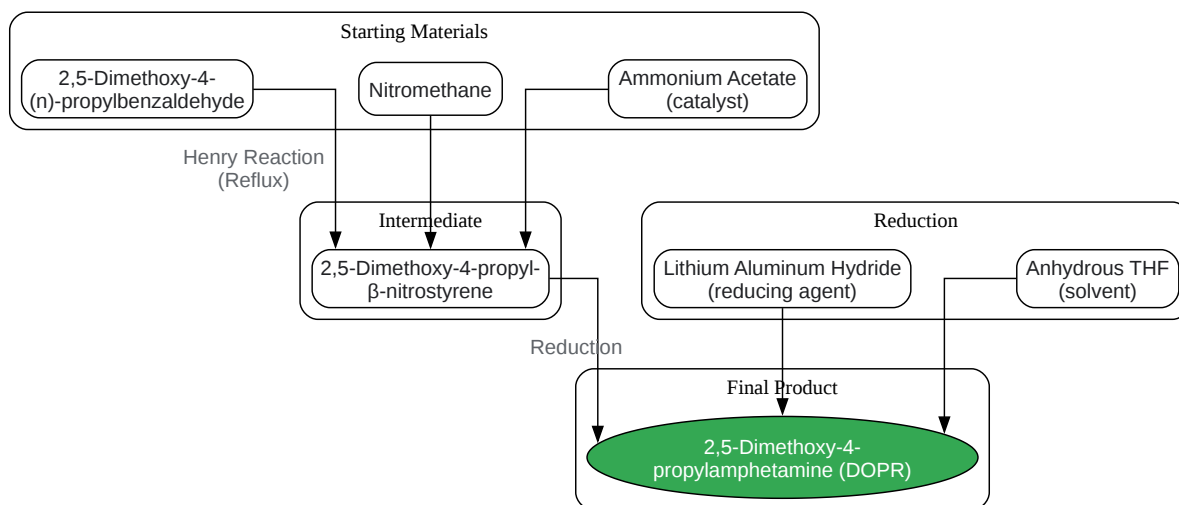 Starting Materials
2,5-Dimethoxy-4-
(n)-propylbenzaldehyde
Nitromethane
Ammonium Acetate
(catalyst)
Henry Reaction
(Reflux)
Intermediate
2,5-Dimethoxy-4-propyl-
β-nitrostyrene
Reduction
Lithium Aluminum Hydride
(reducing agent)
Anhydrous THF
(solvent)
Reduction
Final Product
2,5-Dimethoxy-4-
propylamphetamine (DOPR)